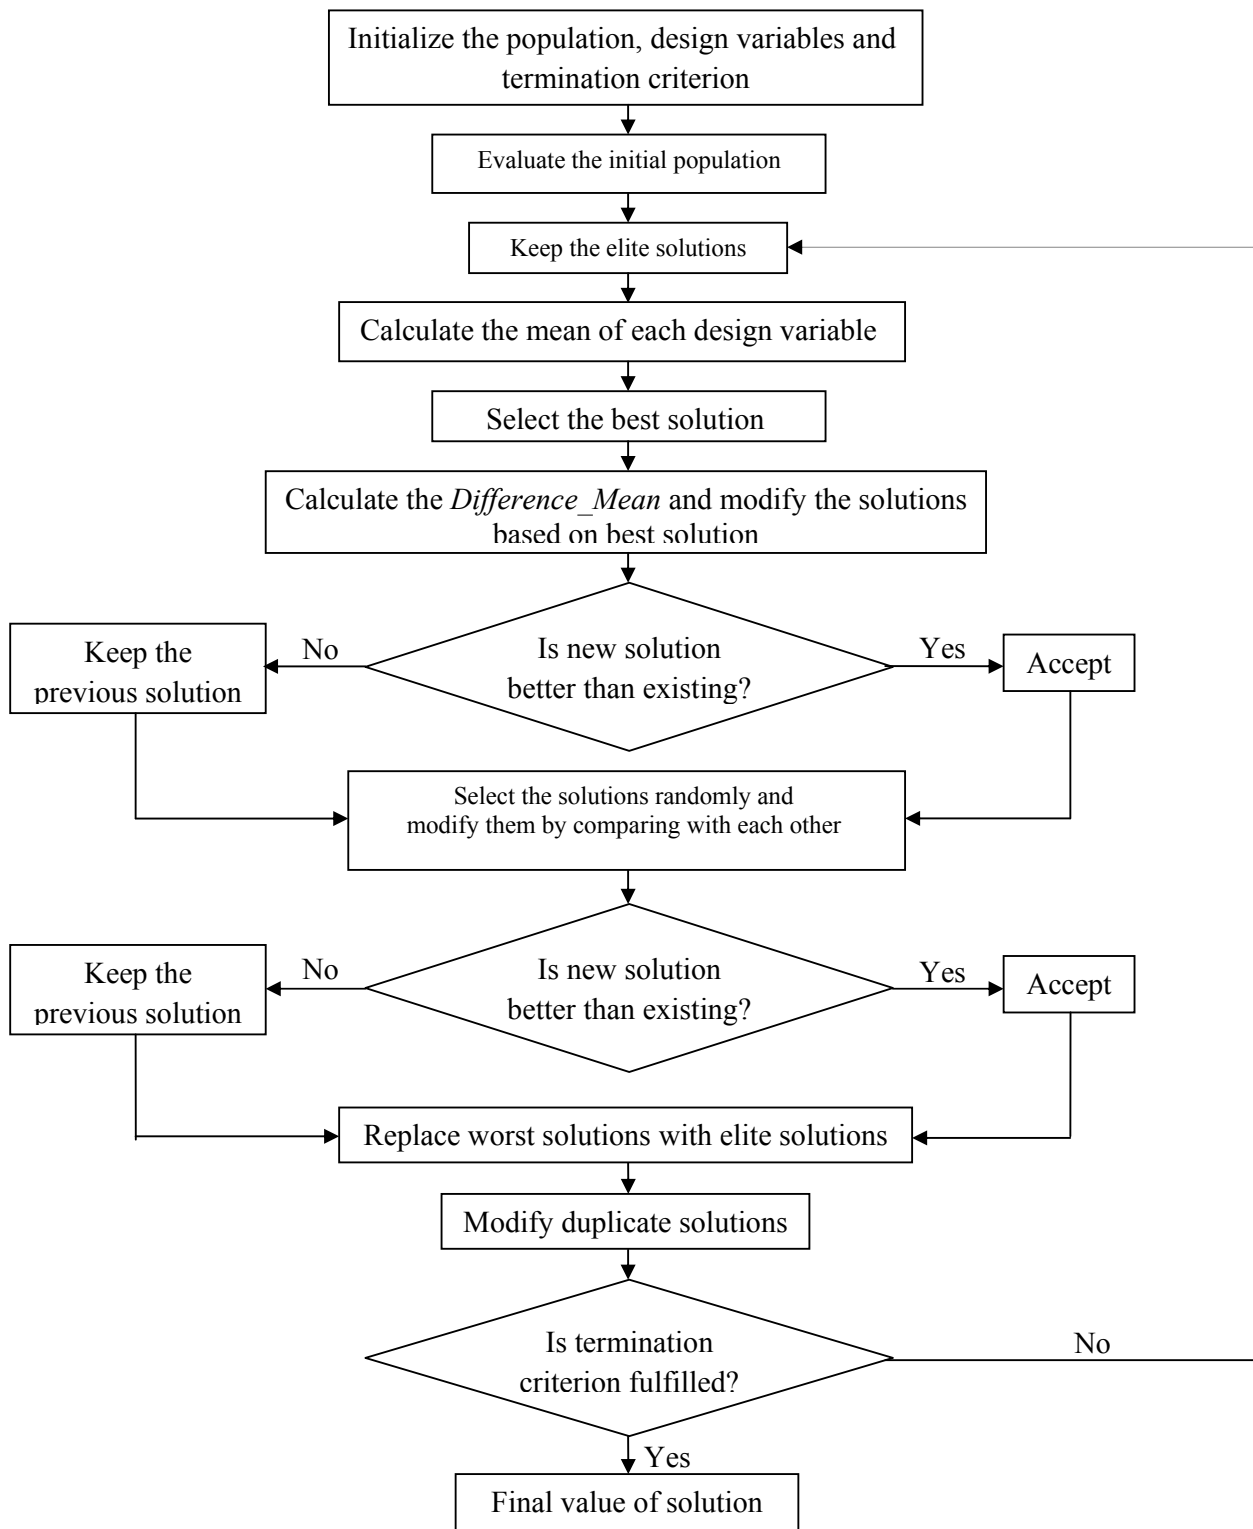 Initialize the population, design variables and
termination criterion
Evaluate the initial population
Keep the elite solutions
Calculate the mean of each design variable
Select the best solution
Calculate the Difference_Mean and modify the solutions
based on best solution
Is new solution
better than existing?
No
Yes
Keep the
previous solution
Accept
Select the solutions randomly and
modify them by comparing with each other
Is new solution
better than existing?
No
Yes
Keep the
previous solution
Accept
Replace worst solutions with elite solutions
Modify duplicate solutions
Is termination
criterion fulfilled?
No
Yes
Final value of solution